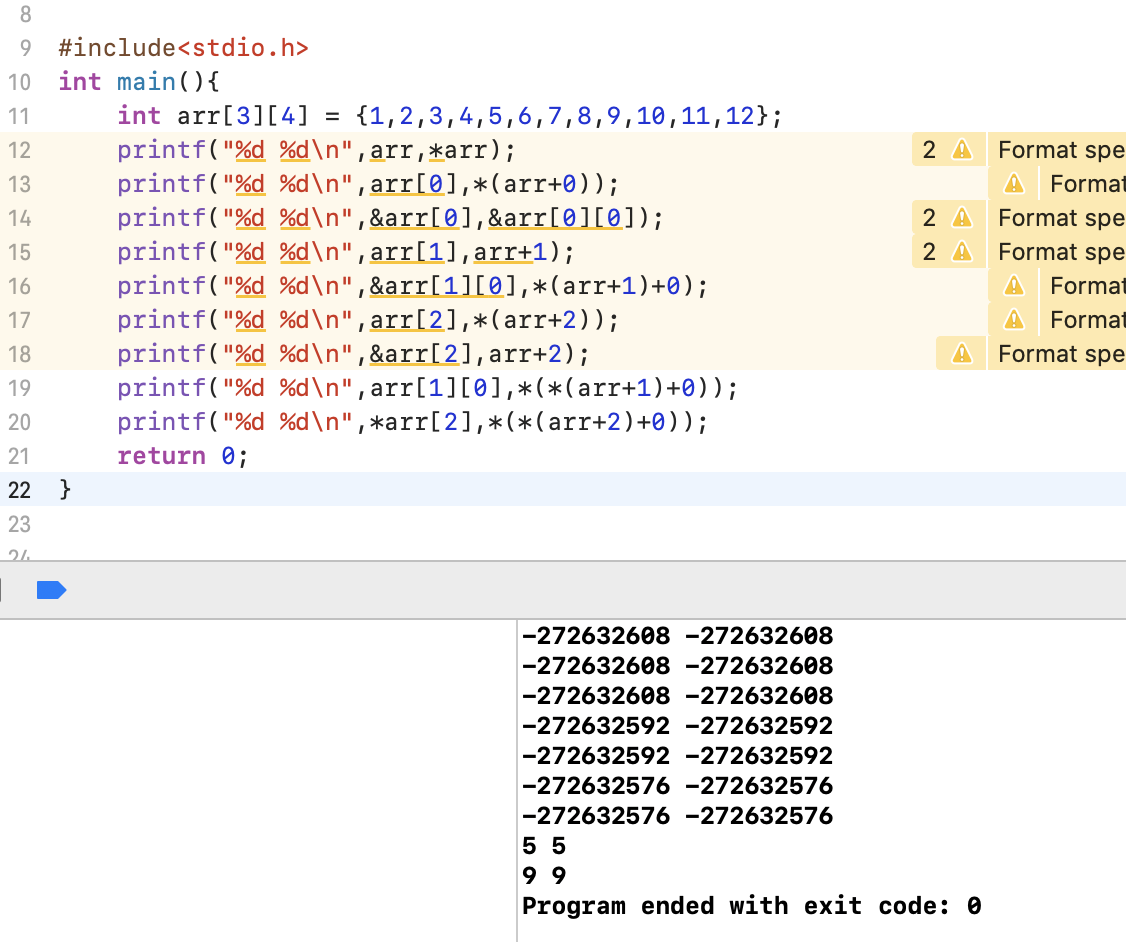 8
9 #include<stdio.h>
10 int main(){
11 int arr[3][4] = {1,2,3,4,5,6,7,8,9,10,11,12};
12 printf("%d %d\n",arr,*arr); 2 Format spe
13 printf("%d %d\n",arr[0],*(arr+0)); Format
14 printf("%d %d\n",&arr[0],&arr[0][0]); 2 Format spe
15 printf("%d %d\n",arr[1],arr+1); 2 Format spe
16 printf("%d %d\n",&arr[1][0],*(arr+1)+0); Format
17 printf("%d %d\n",arr[2],*(arr+2)); Format
18 printf("%d %d\n",&arr[2],arr+2); Format spe
19 printf("%d %d\n",arr[1][0],*(*(arr+1)+0));
20 printf("%d %d\n",*arr[2],*(*(arr+2)+0));
21 return 0;
22 }
23
24
-272632608 -272632608
-272632608 -272632608
-272632608 -272632608
-272632592 -272632592
-272632592 -272632592
-272632576 -272632576
-272632576 -272632576
5 5
9 9
Program ended with exit code: 0